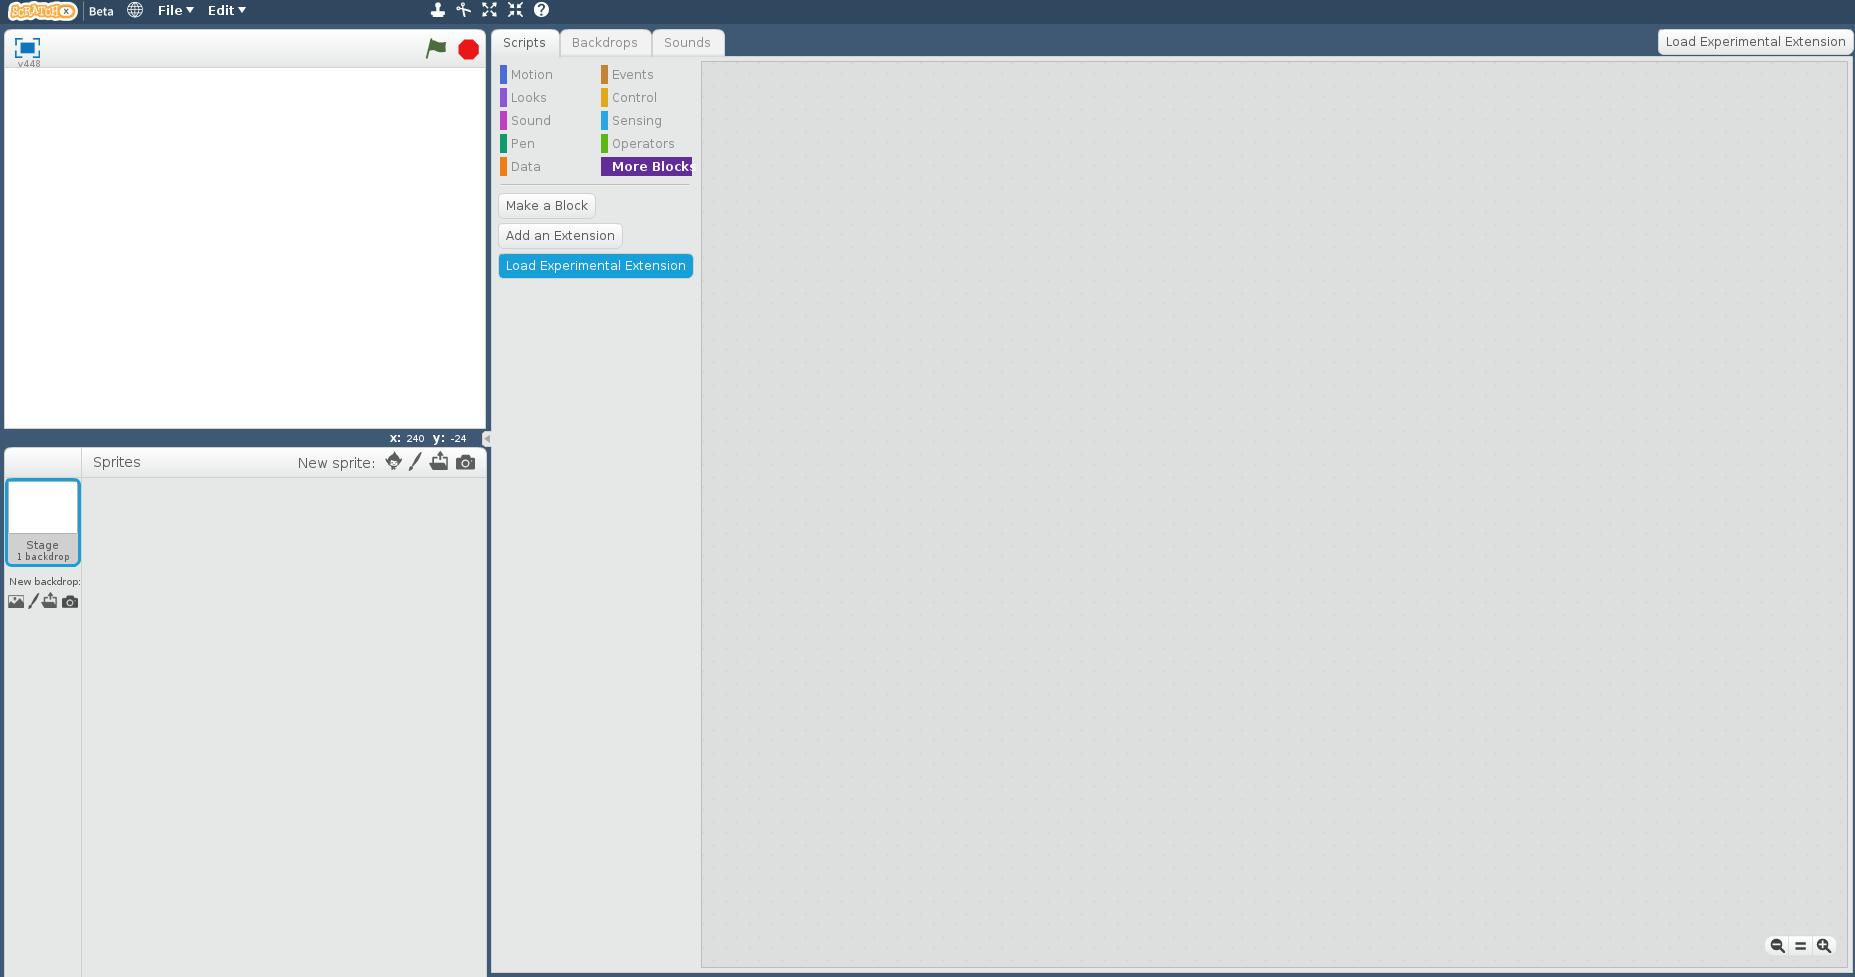 SCRATCH X Beta File Edit
v448
Scripts Backdrops Sounds
Load Experimental Extension
Motion Events
Looks Control
Sound Sensing
Pen Operators
Data More Blocks
Make a Block
Add an Extension
Load Experimental Extension
x: 240 y: -24
Sprites New sprite:
Stage
1 backdrop
New backdrop: